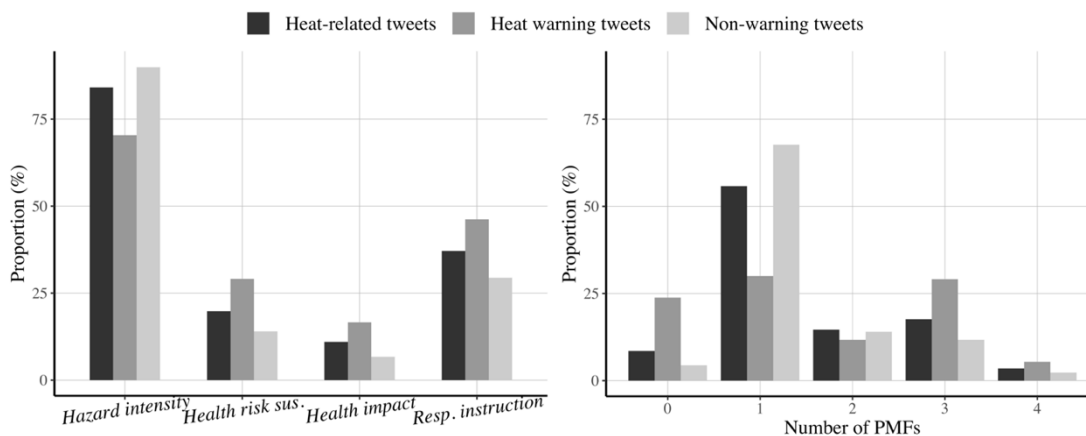 Heat-related tweets Heat warning tweets Non-warning tweets
Proportion (%)
75
50
25
0
Hazard intensity Health risk sus. Health impact Resp. instruction
Proportion (%)
75
50
25
0
0 1 2 3 4
Number of PMFs